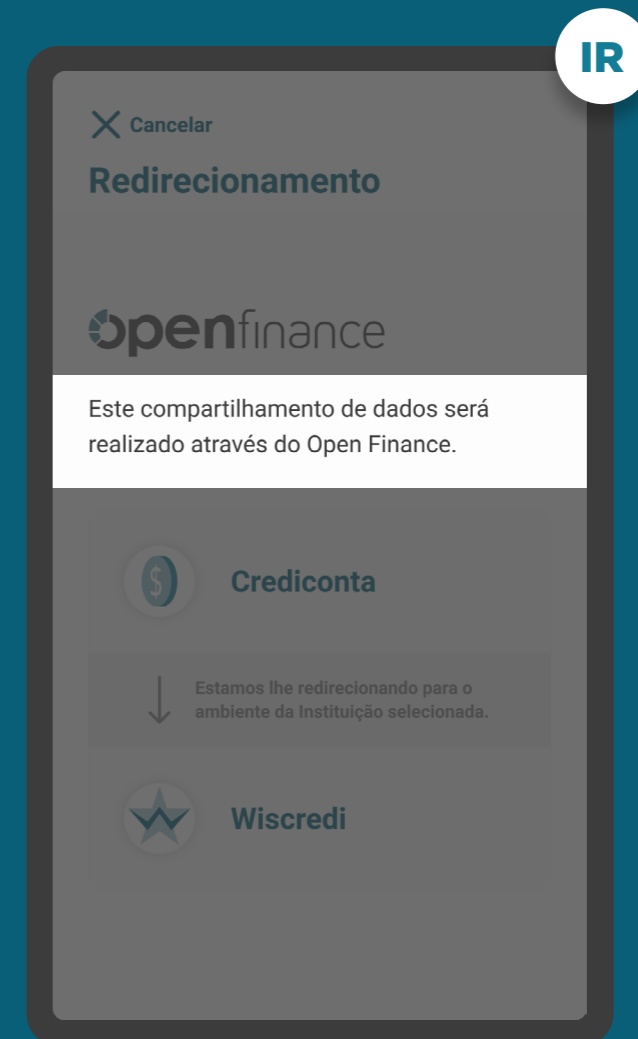 IR
Cancelar
Redirecionamento
openfinance
Este compartilhamento de dados será
realizado através do Open Finance.
$
Crediconta
Estamos lhe redirecionando para o
ambiente da Instituição selecionada.
Wiscredi